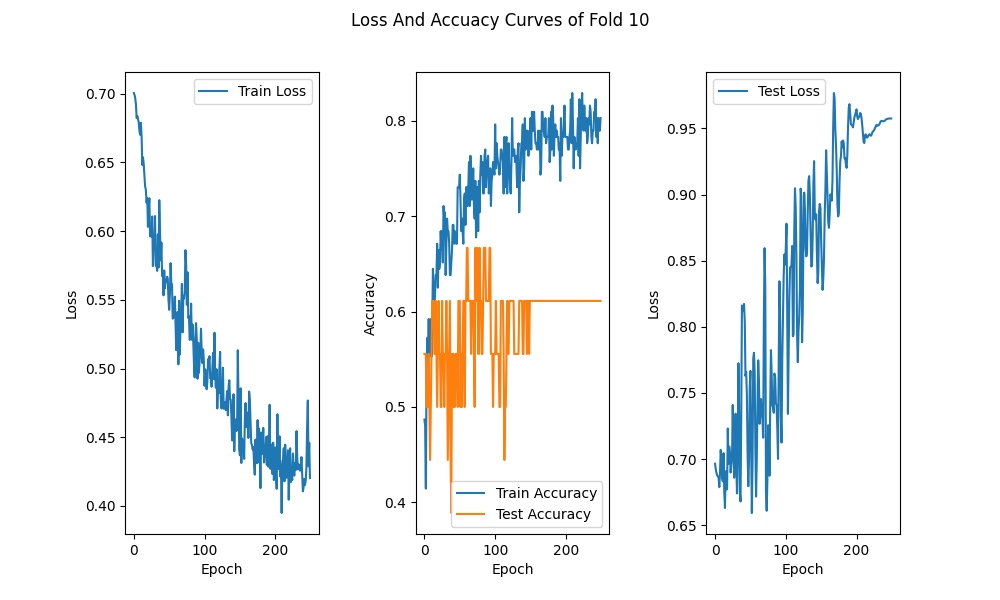 Loss And Accuacy Curves of Fold 10
Train Loss
0.70
0.65
0.60
0.55
0.50
0.45
0.40
Loss
0
100
200
Epoch
0.8
0.7
0.6
0.5
0.4
Accuracy
Train Accuracy
Test Accuracy
0
100
200
Epoch
Test Loss
0.95
0.90
0.85
0.80
0.75
0.70
0.65
Loss
0
100
200
Epoch